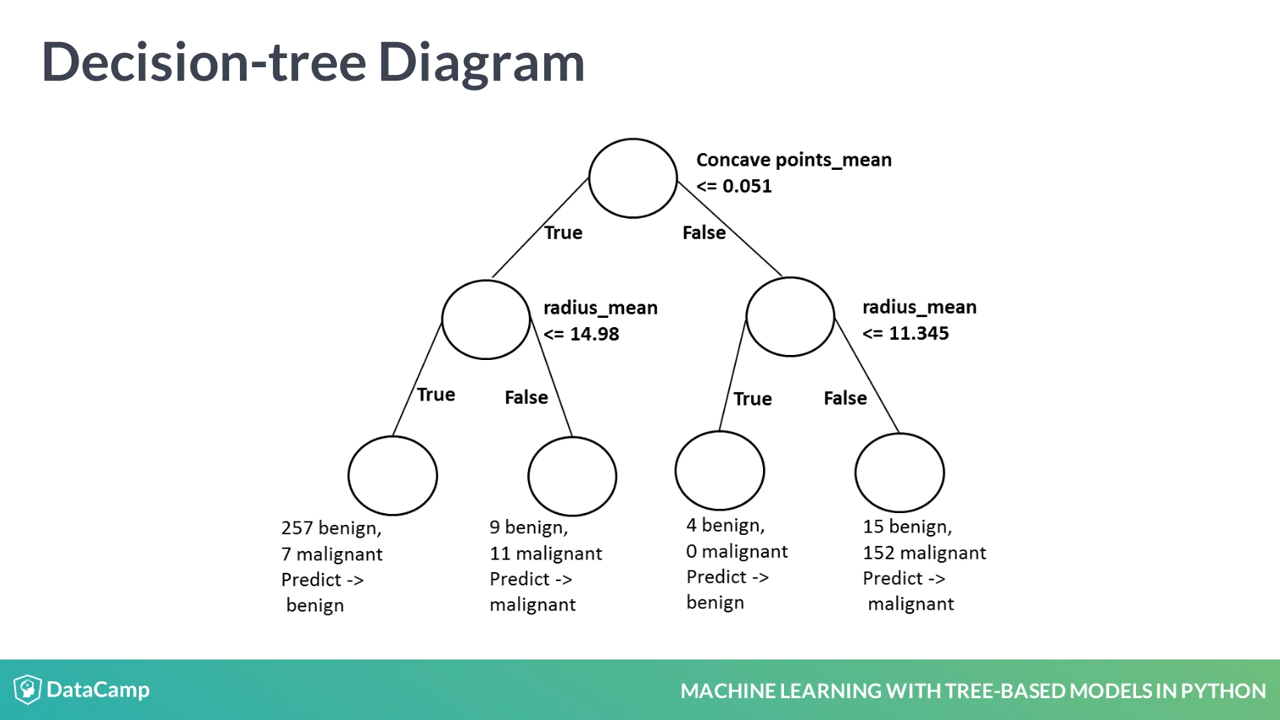 Decision-tree Diagram
Concave points_mean
<= 0.051
True
False
radius_mean
<= 14.98
radius_mean
<= 11.345
True
False
True
False
257 benign,
7 malignant
Predict ->
benign
9 benign,
11 malignant
Predict ->
malignant
4 benign,
0 malignant
Predict ->
benign
15 benign,
152 malignant
Predict ->
malignant
DataCamp
MACHINE LEARNING WITH TREE-BASED MODELS IN PYTHON